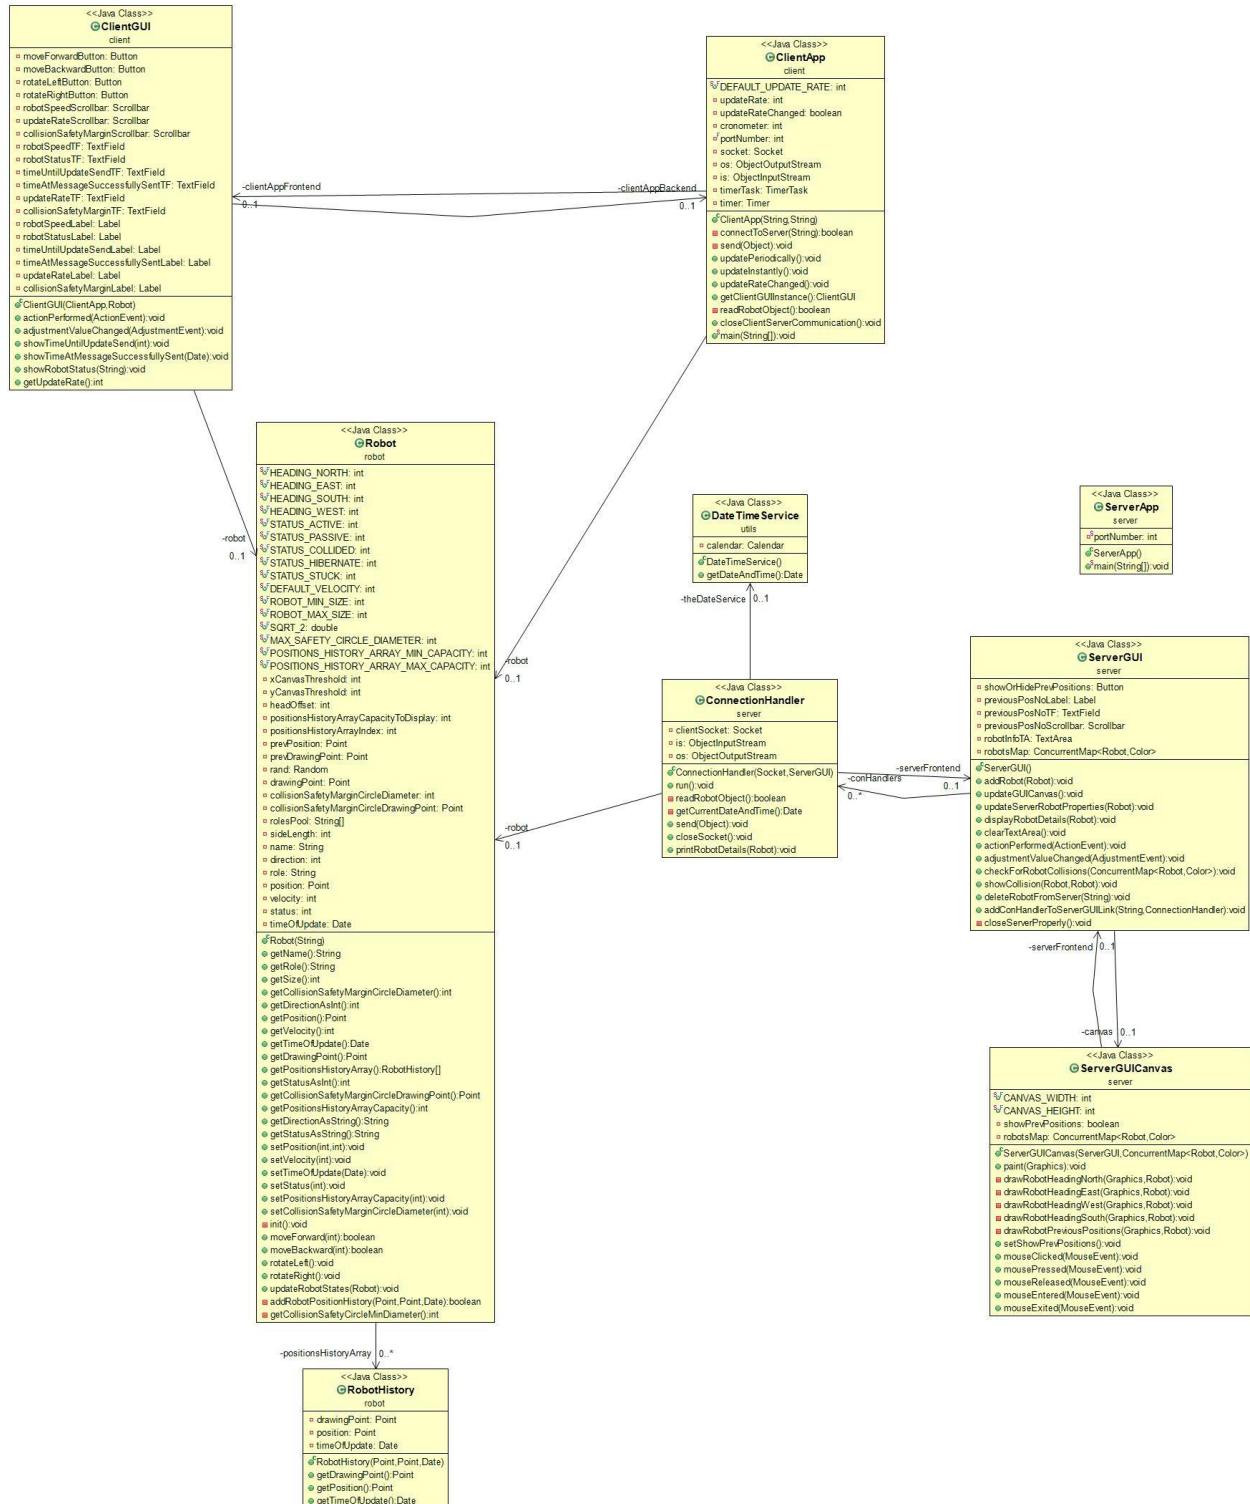 <<Java Class>>
ClientGUI
client
moveForwardButton: Button
moveBackwardButton: Button
rotateLeftButton: Button
rotateRightButton: Button
robotSpeedScrollbar: Scrollbar
updateRateScrollbar: Scrollbar
collisionSafetyMarginScrollbar: Scrollbar
robotSpeedTF: TextField
robotStatusTF: TextField
timeUntilUpdateSendTF: TextField
timeAtMessageSuccessfullySentTF: TextField
updateRateTF: TextField
collisionSafetyMarginTF: TextField
robotSpeedLabel: Label
robotStatusLabel: Label
timeUntilUpdateSendLabel: Label
timeAtMessageSuccessfullySentLabel: Label
updateRateLabel: Label
collisionSafetyMarginLabel: Label
ClientGUI(ClientApp,Robot)
actionPerformed(ActionEvent):void
adjustmentValueChanged(AdjustmentEvent):void
showTimeUntilUpdateSend(int):void
showTimeAtMessageSuccessfullySent(Date):void
showRobotStatus(String):void
getUpdateRate():int
-clientAppFrontend
0..1
-clientAppBackend
0..1
<<Java Class>>
ClientApp
client
DEFAULT_UPDATE_RATE: int
updateRate: int
updateRateChanged: boolean
cronometer: int
portNumber: int
socket: Socket
os: ObjectOutputStream
is: ObjectInputStream
timerTask: TimerTask
timer: Timer
ClientApp(String,String)
connectToServer(String):boolean
send(Object):void
updatePeriodically():void
updateInstantly():void
updateRateChanged():void
getClientGUIInstance():ClientGUI
readRobotObject():boolean
closeClientServerCommunication():void
main(String[]):void
-robot
0..1
<<Java Class>>
Robot
robot
HEADING_NORTH: int
HEADING_EAST: int
HEADING_SOUTH: int
HEADING_WEST: int
STATUS_ACTIVE: int
STATUS_PASSIVE: int
STATUS_COLLIDED: int
STATUS_HIBERNATE: int
STATUS_STUCK: int
DEFAULT_VELOCITY: int
ROBOT_MIN_SIZE: int
ROBOT_MAX_SIZE: int
SQRT_2: double
MAX_SAFETY_CIRCLE_DIAMETER: int
POSITIONS_HISTORY_ARRAY_MIN_CAPACITY: int
POSITIONS_HISTORY_ARRAY_MAX_CAPACITY: int
xCanvasThreshold: int
yCanvasThreshold: int
headOffset: int
positionsHistoryArrayCapacityToDisplay: int
positionsHistoryArrayIndex: int
prevPosition: Point
prevDrawingPoint: Point
rand: Random
drawingPoint: Point
collisionSafetyMarginCircleDiameter: int
collisionSafetyMarginCircleDrawingPoint: Point
rolesPool: String[]
sideLength: int
name: String
direction: int
role: String
position: Point
velocity: int
status: int
timeOfUpdate: Date
Robot(String)
getName():String
getRole():String
getSize():int
getCollisionSafetyMarginCircleDiameter():int
getDirectionAsInt():int
getPosition():Point
getVelocity():int
getTimeOfUpdate():Date
getDrawingPoint():Point
getPositionsHistoryArray():RobotHistory[]
getStatusAsInt():int
getCollisionSafetyMarginCircleDrawingPoint():Point
getPositionsHistoryArrayCapacity():int
getDirectionAsString():String
getStatusAsString():String
setPosition(int,int):void
setVelocity(int):void
setTimeOfUpdate(Date):void
setStatus(int):void
setPositionsHistoryArrayCapacity(int):void
setCollisionSafetyMarginCircleDiameter(int):void
init():void
moveForward(int):boolean
moveBackward(int):boolean
rotateLeft():void
rotateRight():void
updateRobotStates(Robot):void
addRobotPositionHistory(Point,Point,Date):boolean
getCollisionSafetyCircleMinDiameter():int
-robot
0..1
-robot
0..1
<<Java Class>>
DateTimeService
utils
calendar: Calendar
DateTimeService()
getDateAndTime():Date
-theDateService
0..1
<<Java Class>>
ServerApp
server
portNumber: int
ServerApp()
main(String[]):void
<<Java Class>>
ConnectionHandler
server
clientSocket: Socket
is: ObjectInputStream
os: ObjectOutputStream
ConnectionHandler(Socket,ServerGUI)
run():void
readRobotObject():boolean
getCurrentDateAndTime():Date
send(Object):void
closeSocket():void
printRobotDetails(Robot):void
-serverFrontend
0..1
-conHandlers
0..*
<<Java Class>>
ServerGUI
server
showOrHidePrevPositions: Button
previousPosNoLabel: Label
previousPosNoTF: TextField
previousPosNoScrollbar: Scrollbar
robotInfoTA: TextArea
robotsMap: ConcurrentMap<Robot,Color>
ServerGUI()
addRobot(Robot):void
updateGUICanvas():void
updateServerRobotProperties(Robot):void
displayRobotDetails(Robot):void
clearTextArea():void
actionPerformed(ActionEvent):void
adjustmentValueChanged(AdjustmentEvent):void
checkForRobotCollisions(ConcurrentMap<Robot,Color>):void
showCollision(Robot,Robot):void
deleteRobotFromServer(String):void
addConHandlerToServerGUILink(String,ConnectionHandler):void
closeServerProperly():void
-serverFrontend
0..1
-canvas
0..1
<<Java Class>>
ServerGUICanvas
server
CANVAS_WIDTH: int
CANVAS_HEIGHT: int
showPrevPositions: boolean
robotsMap: ConcurrentMap<Robot,Color>
ServerGUICanvas(ServerGUI,ConcurrentMap<Robot,Color>)
paint(Graphics):void
drawRobotHeadingNorth(Graphics,Robot):void
drawRobotHeadingEast(Graphics,Robot):void
drawRobotHeadingWest(Graphics,Robot):void
drawRobotHeadingSouth(Graphics,Robot):void
drawRobotPreviousPositions(Graphics,Robot):void
setShowPrevPositions():void
mouseClicked(MouseEvent):void
mousePressed(MouseEvent):void
mouseReleased(MouseEvent):void
mouseEntered(MouseEvent):void
mouseExited(MouseEvent):void
-positionsHistoryArray
0..*
<<Java Class>>
RobotHistory
robot
drawingPoint: Point
position: Point
timeOfUpdate: Date
RobotHistory(Point,Point,Date)
getDrawingPoint():Point
getPosition():Point
getTimeOfUpdate():Date